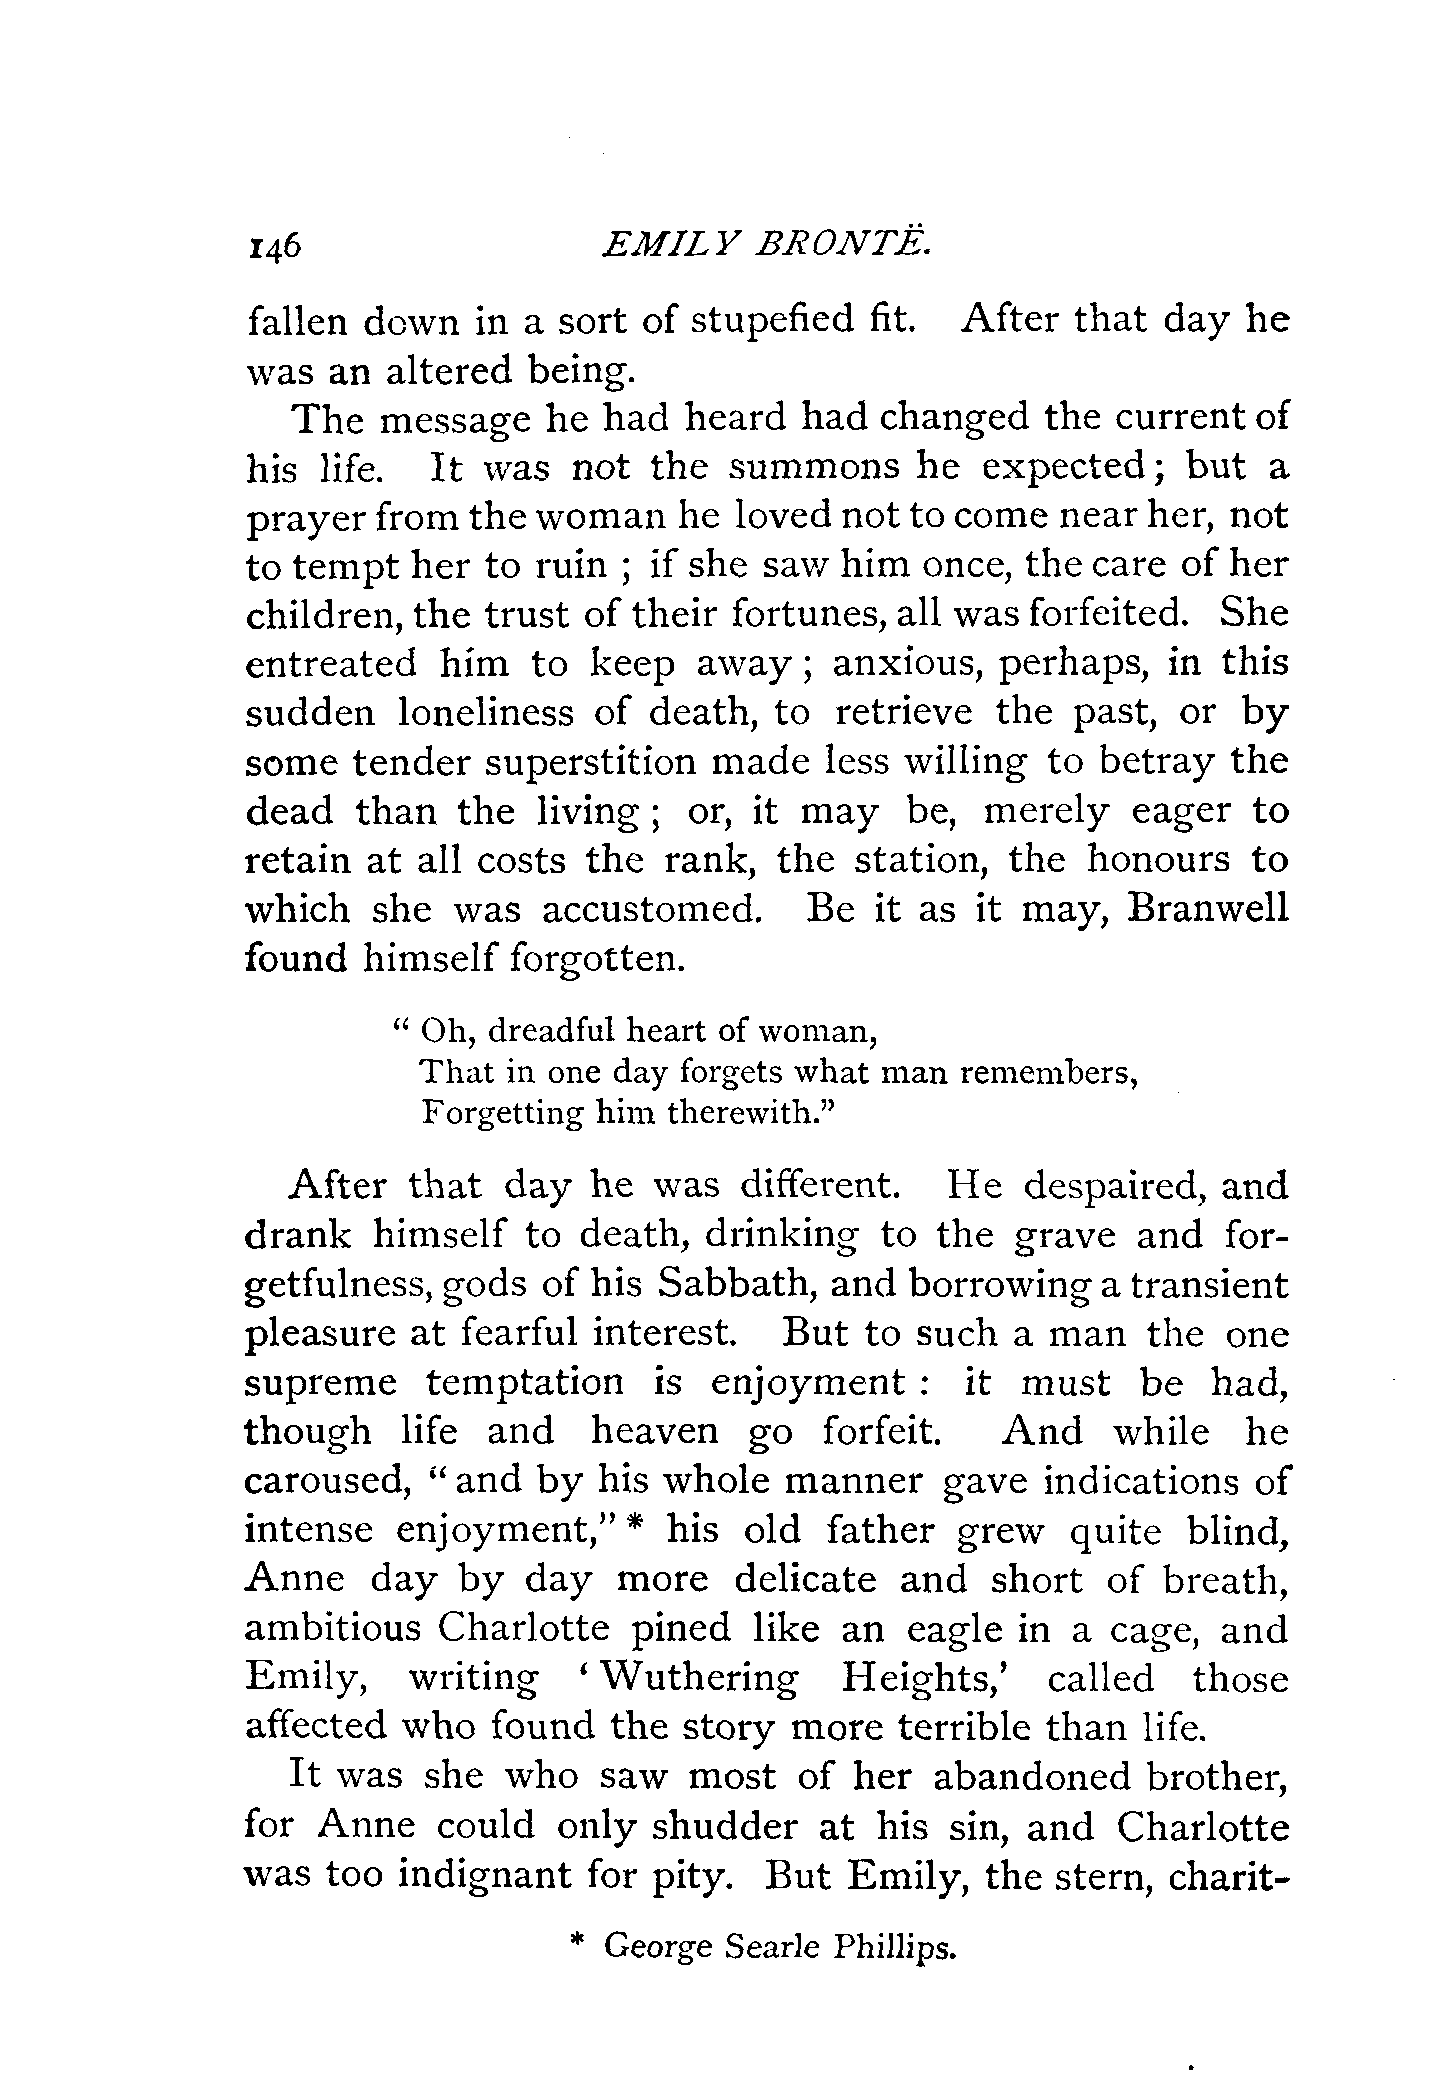 146 EMILY BRONTË.
fallen down in a sort of stupefied fit. After that day he
was an altered being.
The message he had heard had changed the current of
his life. It was not the summons he expected; but a
prayer from the woman he loved not to come near her, not
to tempt her to ruin; if she saw him once, the care of her
children, the trust of their fortunes, all was forfeited. She
entreated him to keep away; anxious, perhaps, in this
sudden loneliness of death, to retrieve the past, or by
some tender superstition made less willing to betray the
dead than the living; or, it may be, merely eager to
retain at all costs the rank, the station, the honours to
which she was accustomed. Be it as it may, Branwell
found himself forgotten.
"Oh, dreadful heart of woman,
That in one day forgets what man remembers,
Forgetting him therewith."
After that day he was different. He despaired, and
drank himself to death, drinking to the grave and for-
getfulness, gods of his Sabbath, and borrowing a transient
pleasure at fearful interest. But to such a man the one
supreme temptation is enjoyment: it must be had,
though life and heaven go forfeit. And while he
caroused, "and by his whole manner gave indications of
intense enjoyment,"* his old father grew quite blind,
Anne day by day more delicate and short of breath,
ambitious Charlotte pined like an eagle in a cage, and
Emily, writing 'Wuthering Heights,' called those
affected who found the story more terrible than life.
It was she who saw most of her abandoned brother,
for Anne could only shudder at his sin, and Charlotte
was too indignant for pity. But Emily, the stern, charit-
* George Searle Phillips.